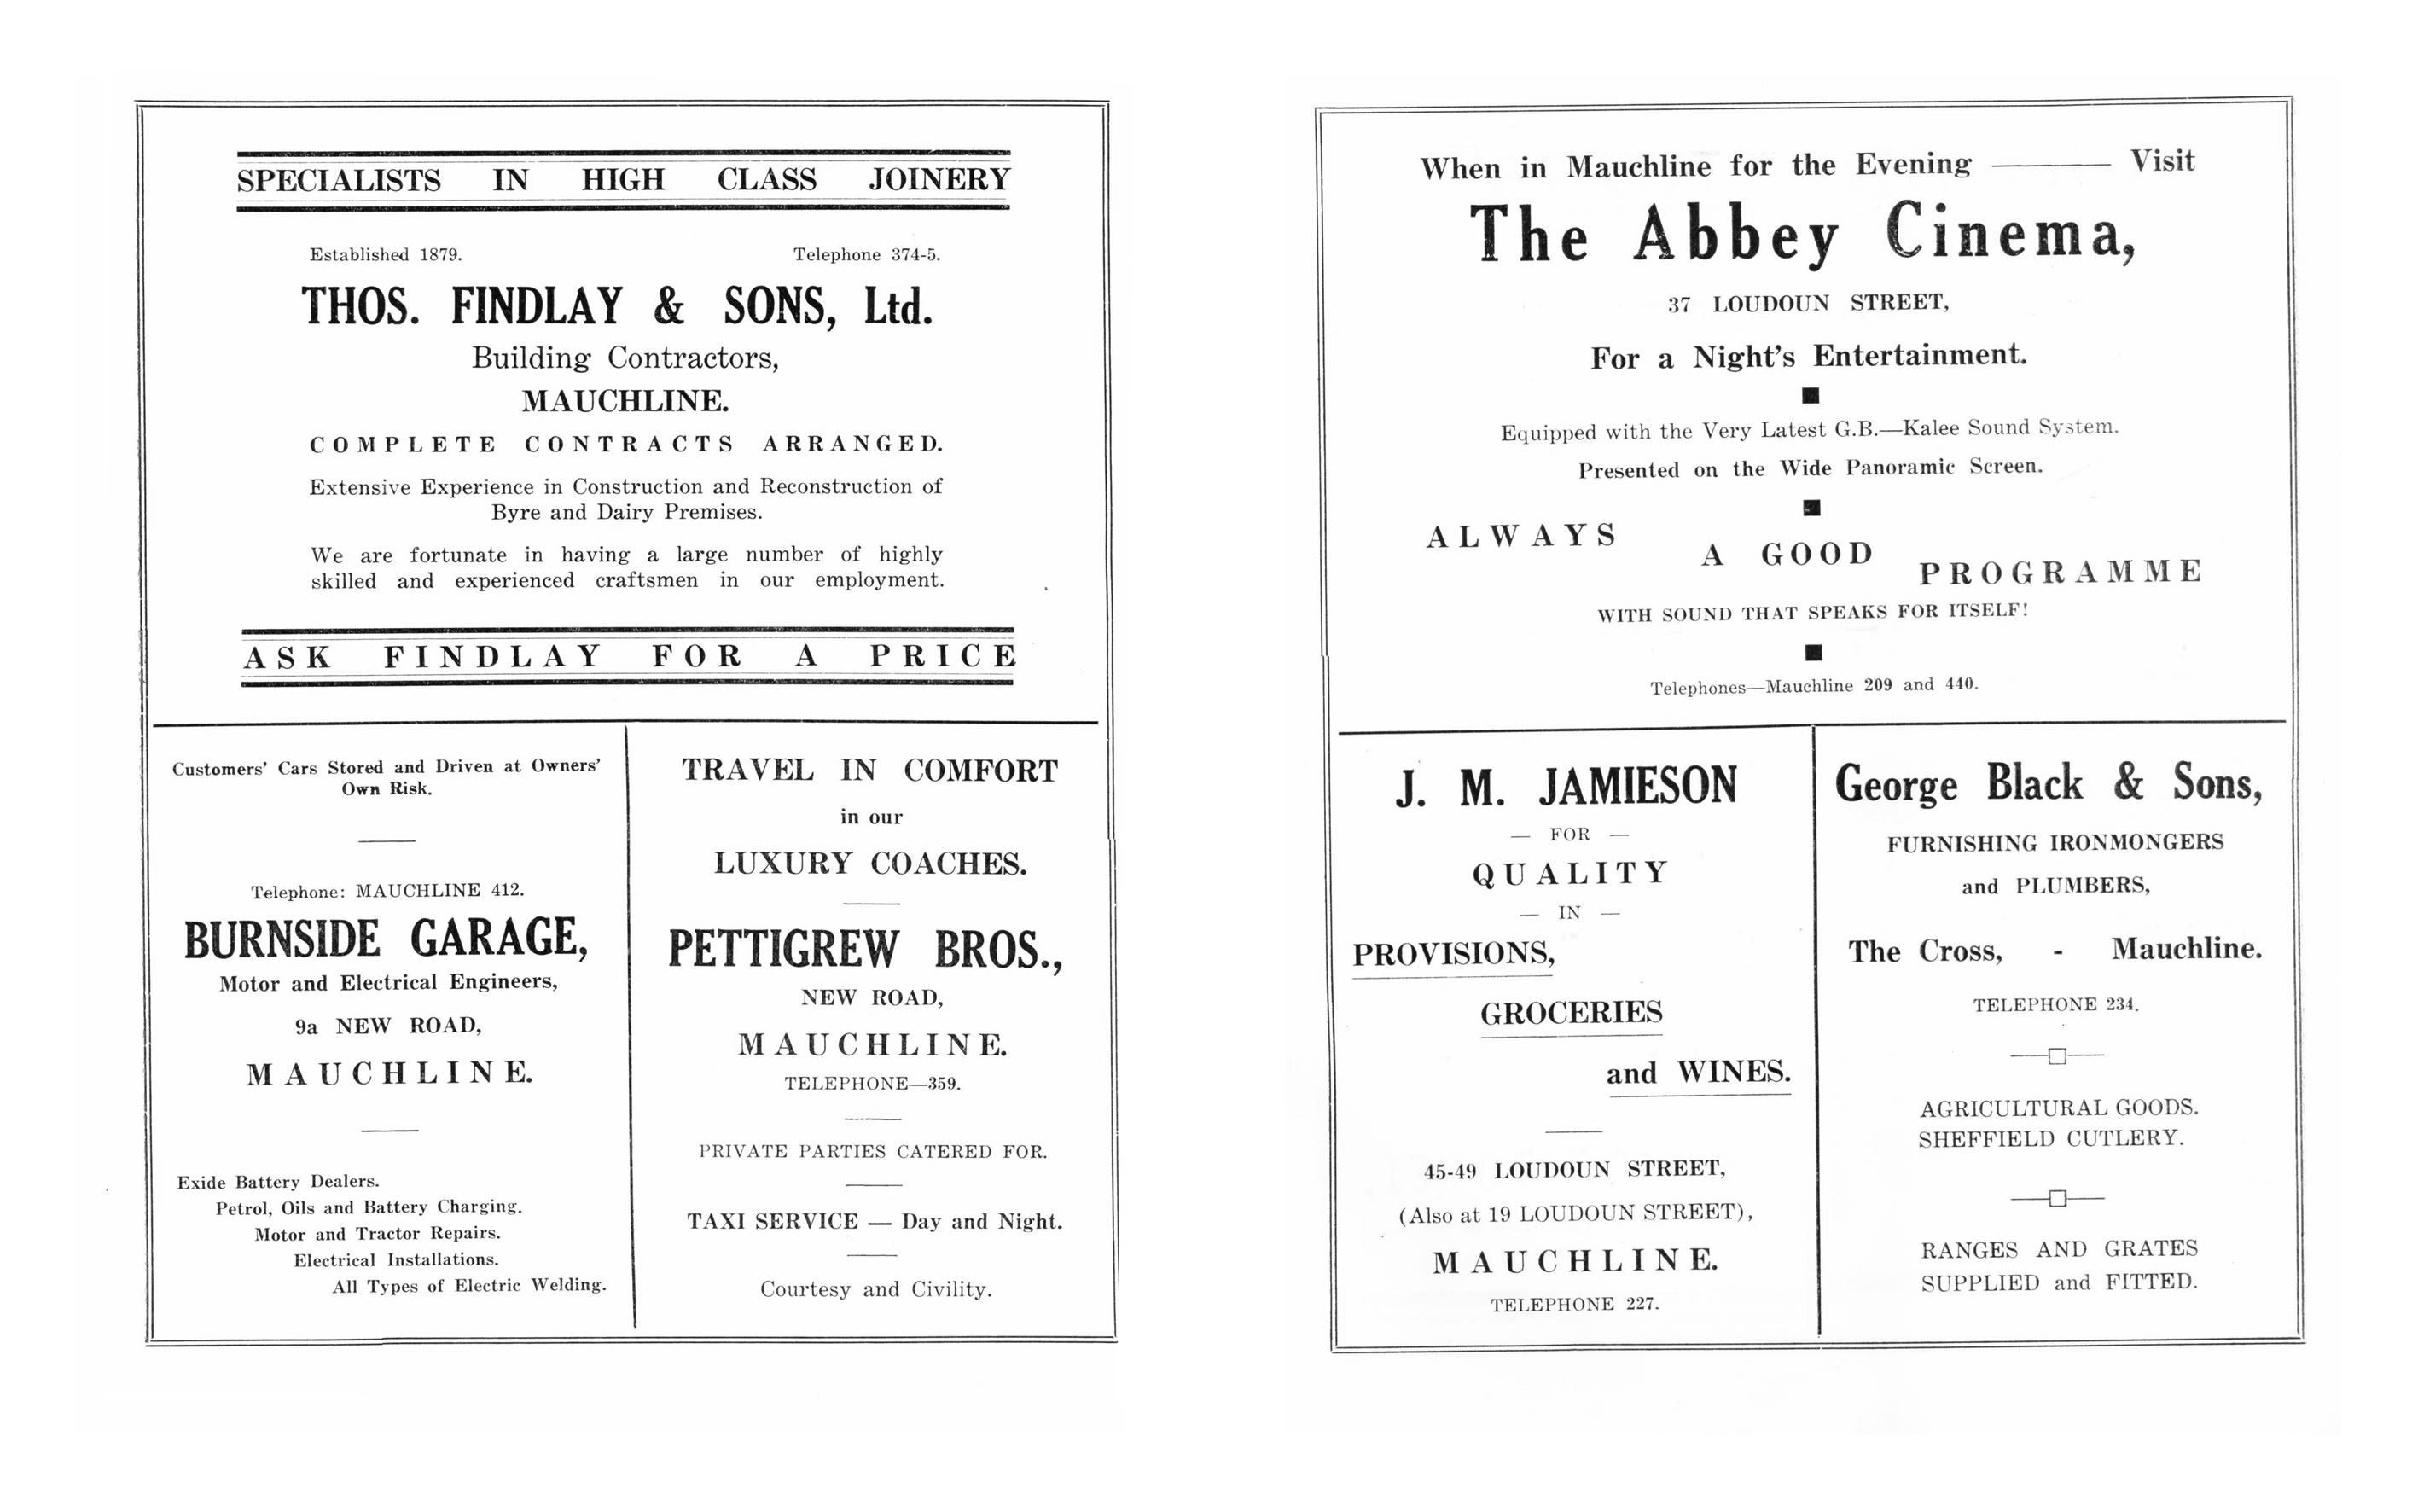 SPECIALISTS IN HIGH CLASS JOINERY
Established 1879. Telephone 374-5.
THOS. FINDLAY & SONS, Ltd.
Building Contractors,
MAUCHLINE.
COMPLETE CONTRACTS ARRANGED.
Extensive Experience in Construction and Reconstruction of
Byre and Dairy Premises.
We are fortunate in having a large number of highly
skilled and experienced craftsmen in our employment.
ASK FINDLAY FOR A PRICE
Customers' Cars Stored and Driven at Owners'
Own Risk.
Telephone: MAUCHLINE 412.
BURNSIDE GARAGE,
Motor and Electrical Engineers,
9a NEW ROAD,
MAUCHLINE.
Exide Battery Dealers.
Petrol, Oils and Battery Charging.
Motor and Tractor Repairs.
Electrical Installations.
All Types of Electric Welding.
TRAVEL IN COMFORT
in our
LUXURY COACHES.
PETTIGREW BROS.,
NEW ROAD,
MAUCHLINE.
TELEPHONE—359.
PRIVATE PARTIES CATERED FOR.
TAXI SERVICE — Day and Night.
Courtesy and Civility.
When in Mauchline for the Evening ——— Visit
The Abbey Cinema,
37 LOUDOUN STREET,
For a Night's Entertainment.
Equipped with the Very Latest G.B.—Kalee Sound System.
Presented on the Wide Panoramic Screen.
ALWAYS
A GOOD
PROGRAMME
WITH SOUND THAT SPEAKS FOR ITSELF!
Telephones—Mauchline 209 and 440.
J. M. JAMIESON
— FOR —
QUALITY
— IN —
PROVISIONS,
GROCERIES
and WINES.
45-49 LOUDOUN STREET,
(Also at 19 LOUDOUN STREET),
MAUCHLINE.
TELEPHONE 227.
George Black & Sons,
FURNISHING IRONMONGERS
and PLUMBERS,
The Cross, - Mauchline.
TELEPHONE 234.
AGRICULTURAL GOODS.
SHEFFIELD CUTLERY.
RANGES AND GRATES
SUPPLIED and FITTED.